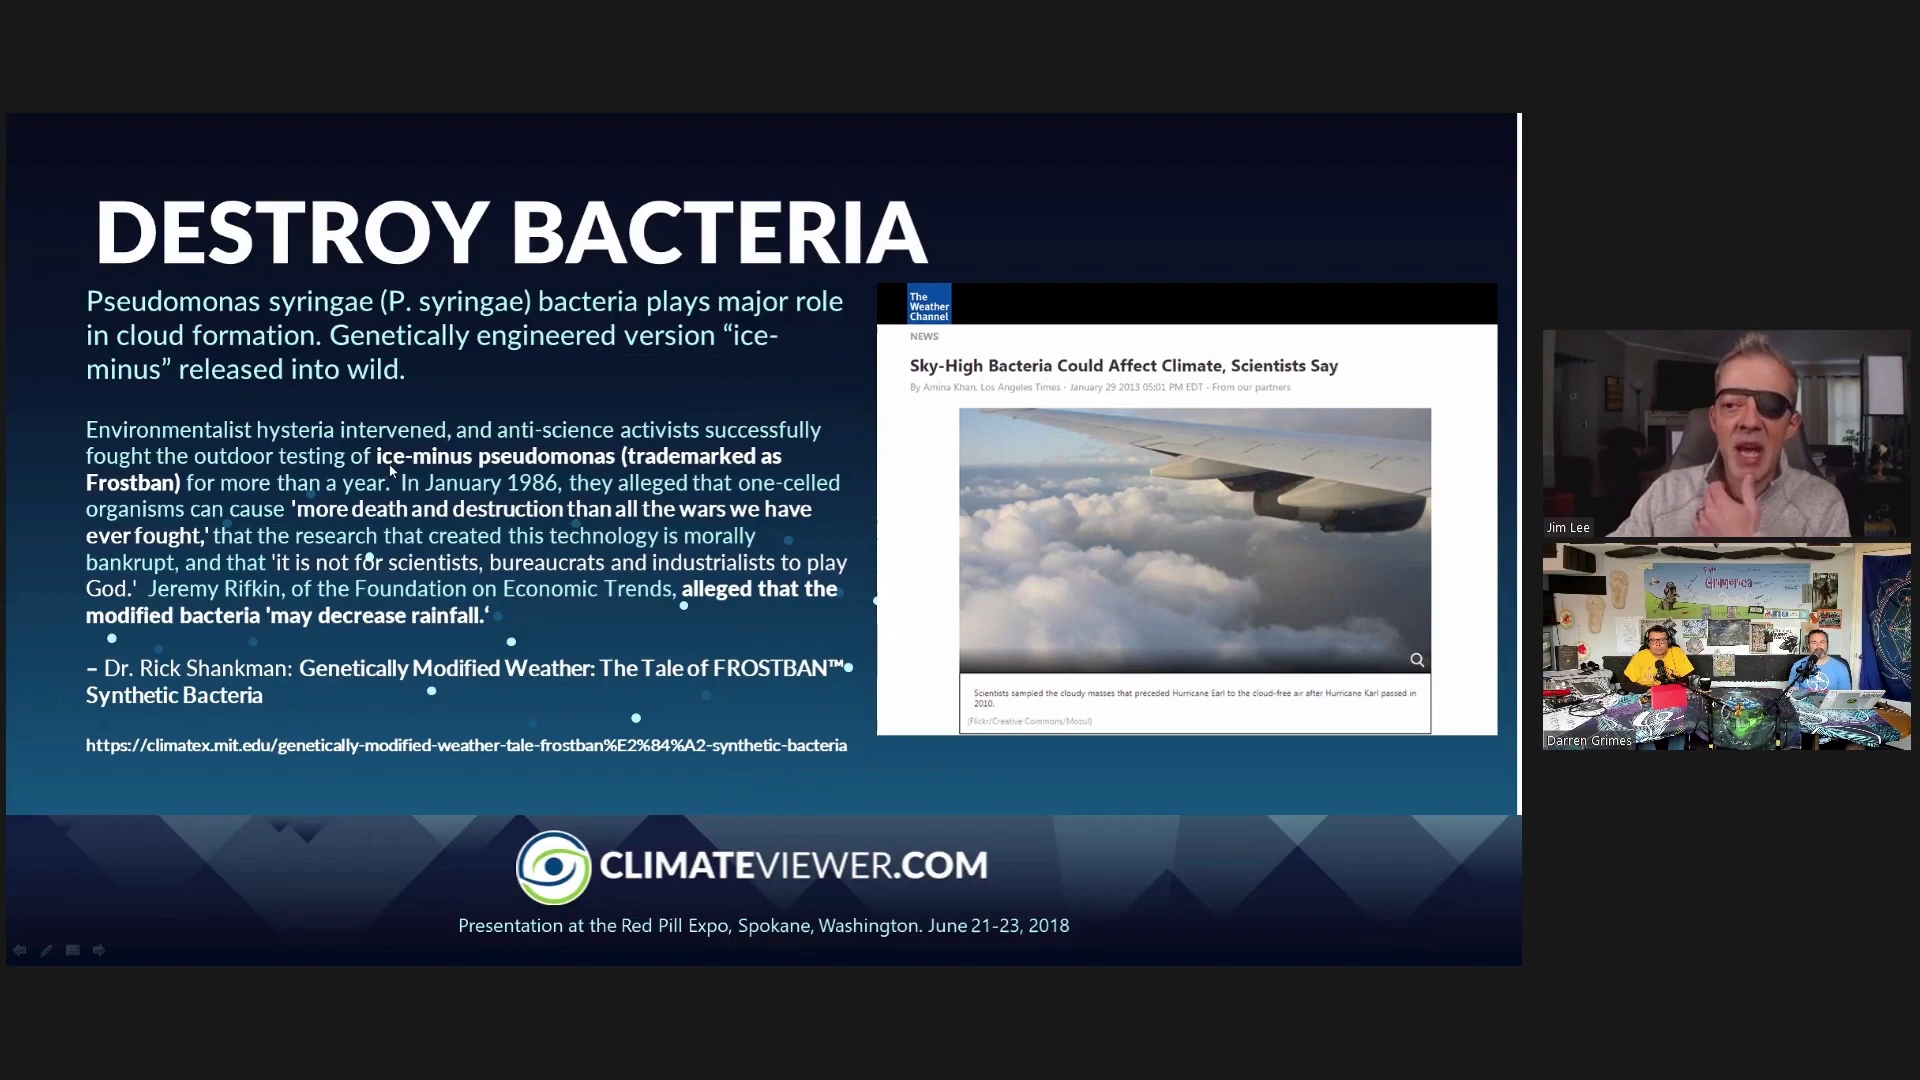 DESTROY BACTERIA
Pseudomonas syringae (P. syringae) bacteria plays major role
in cloud formation. Genetically engineered version “ice-
minus” released into wild.
Environmentalist hysteria intervened, and anti-science activists successfully
fought the outdoor testing of ice-minus pseudomonas (trademarked as
Frostban) for more than a year.' In January 1986, they alleged that one-celled
organisms can cause 'more death and destruction than all the wars we have
ever fought,' that the research that created this technology is morally
bankrupt, and that 'it is not for scientists, bureaucrats and industrialists to play
God.' Jeremy Rifkin, of the Foundation on Economic Trends, alleged that the
modified bacteria 'may decrease rainfall.‘
– Dr. Rick Shankman: Genetically Modified Weather: The Tale of FROSTBAN™
Synthetic Bacteria
https://climatex.mit.edu/genetically-modified-weather-tale-frostban%E2%84%A2-synthetic-bacteria
The
Weather
Channel
NEWS
Sky-High Bacteria Could Affect Climate, Scientists Say
By Amina Khan, Los Angeles Times - January 29 2013 05:01 PM EDT - From our partners
Scientists sampled the cloudy masses that preceded Hurricane Earl to the cloud-free air after Hurricane Karl passed in
2010.
(Flickr/Creative Commons/Mozul)
CLIMATEVIEWER.COM
Presentation at the Red Pill Expo, Spokane, Washington. June 21-23, 2018
Jim Lee
Grimerica
Darren Grimes